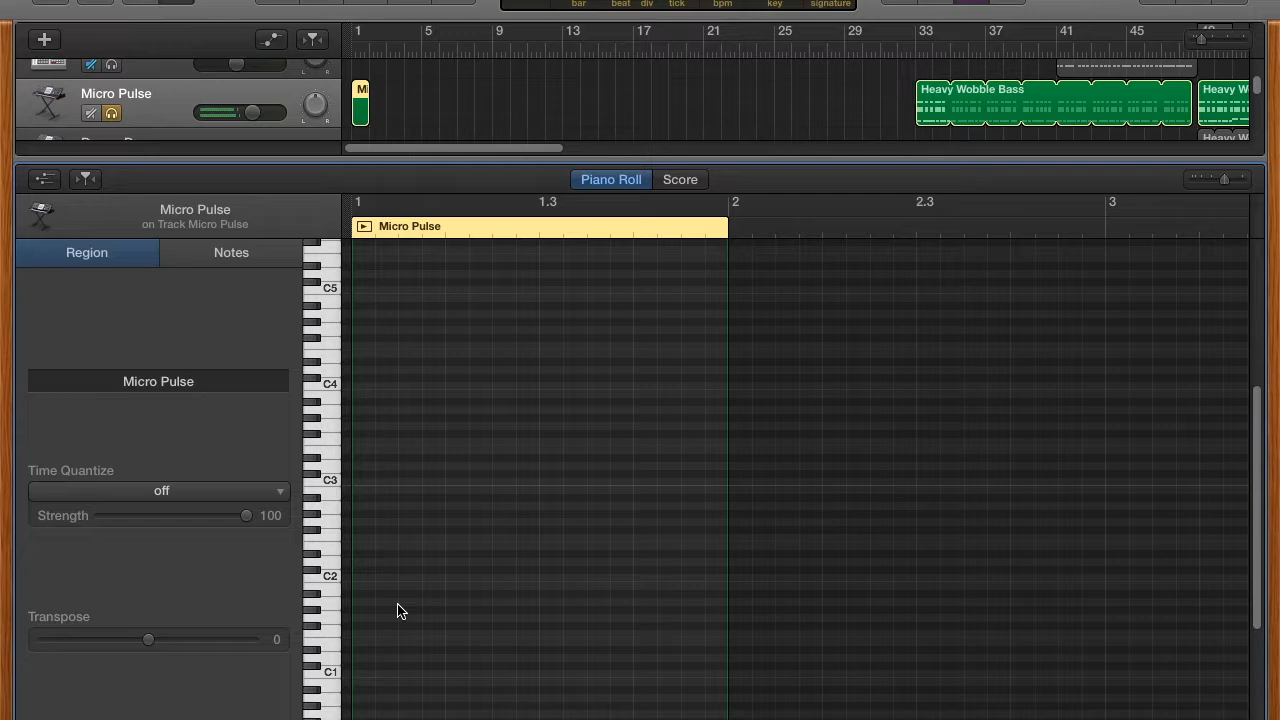 bar beat div tick bpm key signature
1 5 9 13 17 21 25 29 33 37 41 45
L R
Micro Pulse
Heavy Wobble Bass
Heavy W
L R
Heavy W
Piano Roll Score
Micro Pulse
on Track Micro Pulse
1 1.3 2 2.3 3
Micro Pulse
Region Notes
C5
C4
Micro Pulse
Time Quantize
C3
off
Strength 100
C2
Transpose
0
C1